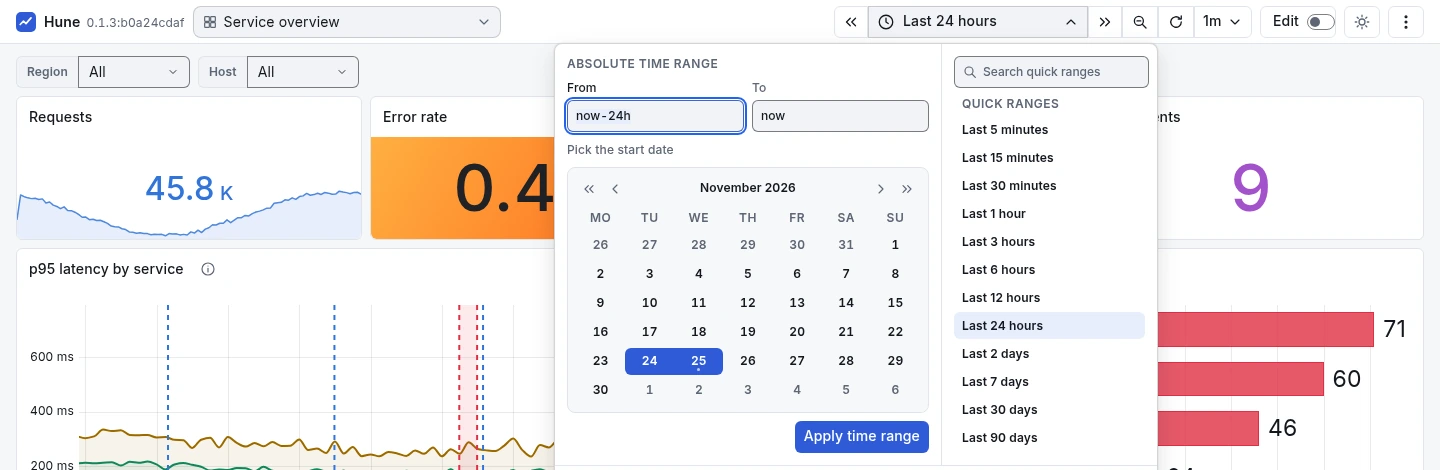 Hune 0.1.3:b0a24cdaf Service overview Last 24 hours 1m Edit
Region All Host All
ABSOLUTE TIME RANGE
From To
now-24h now
Pick the start date
November 2026
MO TU WE TH FR SA SU
26 27 28 29 30 31 1
2 3 4 5 6 7 8
9 10 11 12 13 14 15
16 17 18 19 20 21 22
23 24 25 26 27 28 29
30 1 2 3 4 5 6
Apply time range
Search quick ranges
QUICK RANGES
Last 5 minutes
Last 15 minutes
Last 30 minutes
Last 1 hour
Last 3 hours
Last 6 hours
Last 12 hours
Last 24 hours
Last 2 days
Last 7 days
Last 30 days
Last 90 days
Requests
45.8 K
Error rate
0.4
nts
9
p95 latency by service
600 ms
400 ms
200 ms
71
60
46